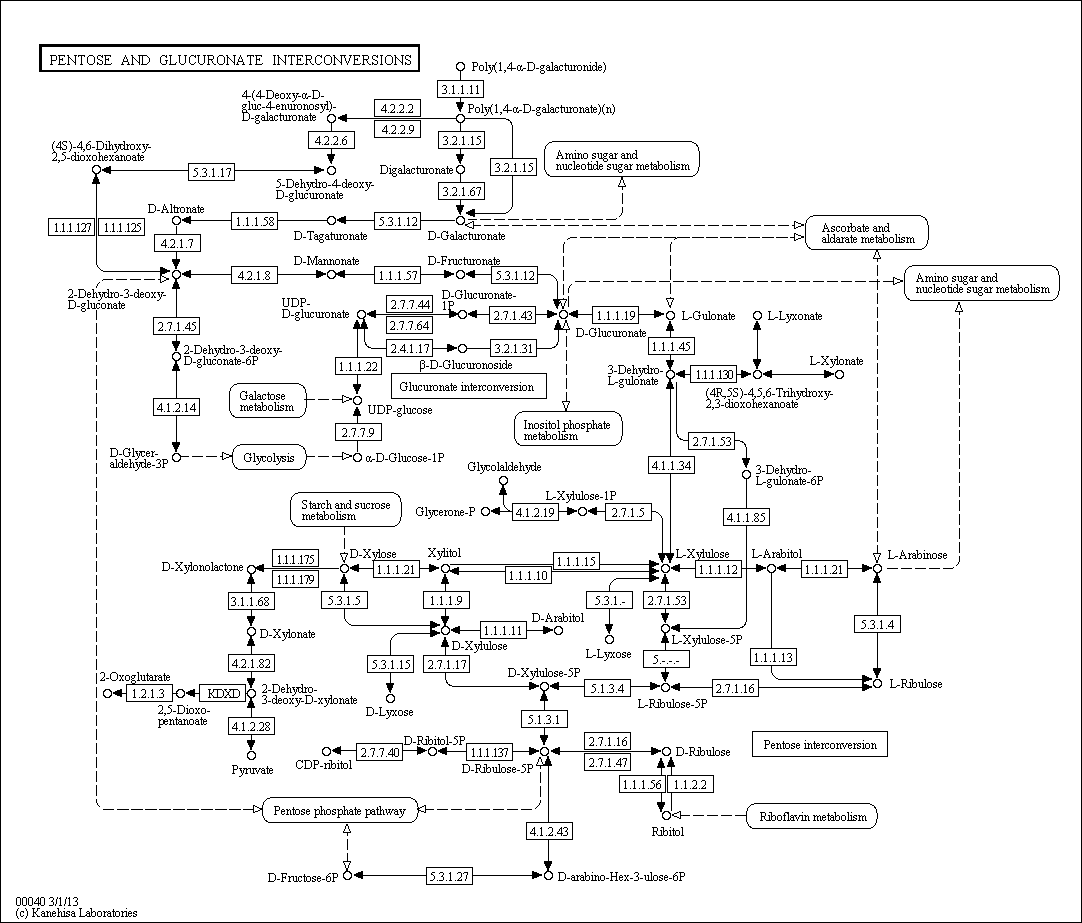 PENTOSE AND GLUCURONATE INTERCONVERSIONS
Poly(1,4-α-D-galacturonide)
3.1.1.11
4-(4-Deoxy-α-D-
gluc-4-enuronosyl)-
D-galacturonate
4.2.2.2
4.2.2.9
Poly(1,4-α-D-galacturonate)(n)
4.2.2.6
3.2.1.15
3.2.1.15
(4S)-4,6-Dihydroxy-
2,5-dioxohexanoate
5.3.1.17
5-Dehydro-4-deoxy-
D-glucuronate
Digalacturonate
3.2.1.67
Amino sugar and
nucleotide sugar metabolism
1.1.1.127
1.1.1.125
D-Altronate
1.1.1.58
D-Tagaturonate
5.3.1.12
D-Galacturonate
Ascorbate and
aldarate metabolism
4.2.1.7
2-Dehydro-3-deoxy-
D-gluconate
4.2.1.8
D-Mannonate
1.1.1.57
D-Fructuronate
5.3.1.12
Amino sugar and
nucleotide sugar metabolism
UDP-
D-glucuronate
2.7.7.44
2.7.7.64
D-Glucuronate-
1P
2.7.1.43
D-Glucuronate
1.1.1.19
L-Gulonate
L-Lyxonate
2.7.1.45
2.4.1.17
β-D-Glucuronoside
3.2.1.31
1.1.1.45
2-Dehydro-3-deoxy-
D-gluconate-6P
1.1.1.22
Glucuronate interconversion
3-Dehydro-
L-gulonate
1.1.1.130
(4R,5S)-4,5,6-Trihydroxy-
2,3-dioxohexanoate
L-Xylonate
4.1.2.14
Galactose
metabolism
UDP-glucose
2.7.7.9
Inositol phosphate
metabolism
2.7.1.53
D-Glycer-
aldehyde-3P
Glycolysis
α-D-Glucose-1P
4.1.1.34
3-Dehydro-
L-gulonate-6P
Glycolaldehyde
Starch and sucrose
metabolism
Glycerone-P
4.1.2.19
L-Xylulose-1P
2.7.1.5
4.1.1.85
D-Xylonolactone
1.1.1.175
1.1.1.179
D-Xylose
1.1.1.21
Xylitol
1.1.1.15
1.1.1.10
L-Xylulose
1.1.1.12
L-Arabitol
1.1.1.21
L-Arabinose
3.1.1.68
5.3.1.5
1.1.1.9
5.3.1.-
2.7.1.53
D-Xylonate
D-Xylulose
1.1.1.11
D-Arabitol
L-Lyxose
L-Xylulose-5P
5.3.1.4
4.2.1.82
5.3.1.15
2.7.1.17
5.-.-.-
1.1.1.13
2-Oxoglutarate
1.2.1.3
2,5-Dioxo-
pentanoate
KDXD
2-Dehydro-
3-deoxy-D-xylonate
D-Lyxose
D-Xylulose-5P
5.1.3.4
L-Ribulose-5P
2.7.1.16
L-Ribulose
4.1.2.28
5.1.3.1
Pyruvate
CDP-ribitol
2.7.7.40
D-Ribitol-5P
1.1.1.137
D-Ribulose-5P
2.7.1.16
2.7.1.47
D-Ribulose
Pentose interconversion
1.1.1.56
1.1.2.2
Pentose phosphate pathway
Ribitol
Riboflavin metabolism
4.1.2.43
D-Fructose-6P
5.3.1.27
D-arabino-Hex-3-ulose-6P
00040 3/1/13
(c) Kanehisa Laboratories